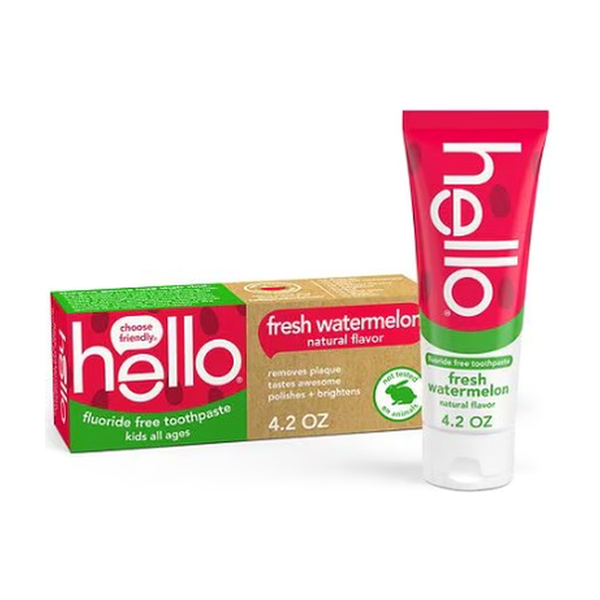 choose
friendly.
hello®
fluoride free toothpaste
kids all ages
hello
fresh watermelon
natural flavor
removes plaque
tastes awesome
polishes + brightens
4.2 OZ
not tested
on animals
hello®
fluoride free toothpaste
fresh
watermelon
natural flavor
4.2 OZ